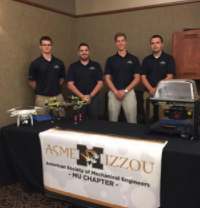 ASME MIZZOU
American Society of Mechanical Engineers
- MU CHAPTER -